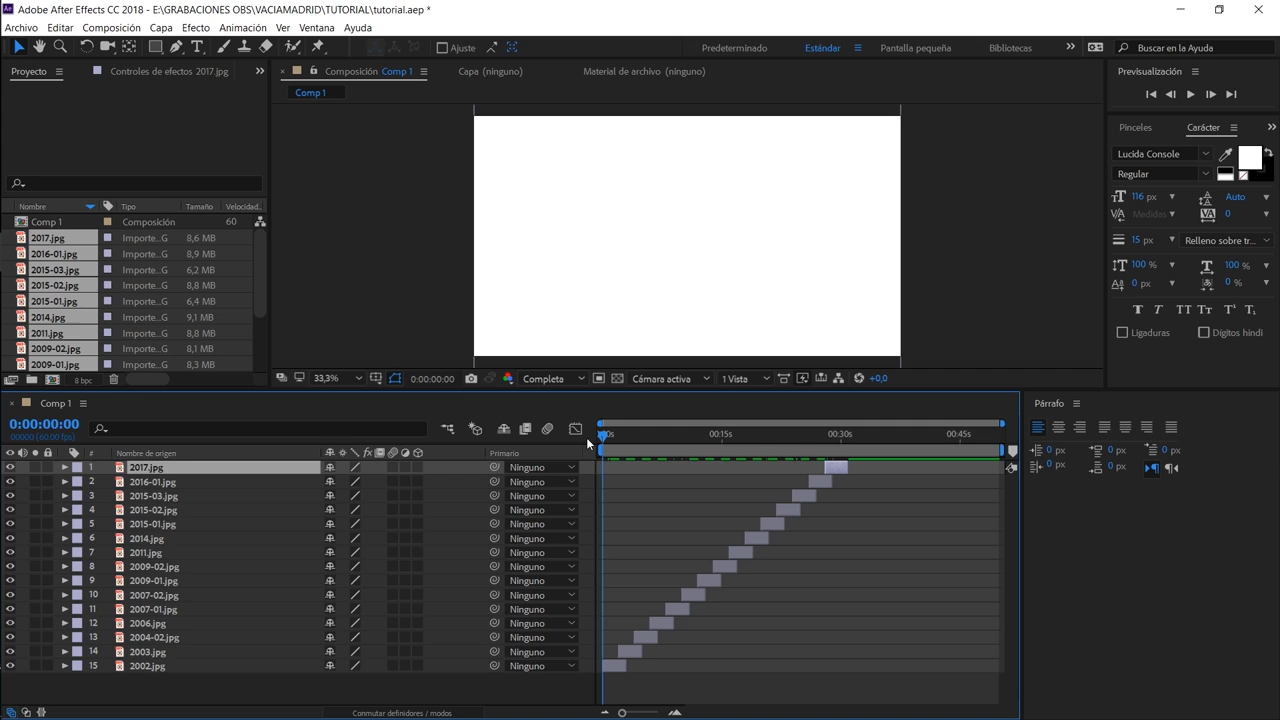 Adobe After Effects CC 2018 - E:\GRABACIONES OBS\VACIAMADRID\TUTORIAL\tutorial.aep *
Archivo Editar Composición Capa Efecto Animación Ver Ventana Ayuda
Ajuste Predeterminado Estándar Pantalla pequeña Bibliotecas Buscar en la Ayuda
Proyecto Controles de efectos 2017.jpg Composición Comp 1 Capa (ninguno) Material de archivo (ninguno) Previsualización
Comp 1
Pinceles Carácter
Lucida Console
Regular
116 px Auto
Medidas 0
15 px Relleno sobre tr...
100 % 100 %
0 px 0 %
T T TT Tt T¹ T₁
Ligaduras Dígitos hindi
Nombre Tipo Tamaño Velocidad...
Comp 1 Composición 60
2017.jpg Importe...G 8,6 MB
2016-01.jpg Importe...G 8,9 MB
2015-03.jpg Importe...G 6,2 MB
2015-02.jpg Importe...G 8,8 MB
2015-01.jpg Importe...G 6,4 MB
2014.jpg Importe...G 9,1 MB
2011.jpg Importe...G 8,8 MB
2009-02.jpg Importe...G 8,1 MB
2009-01.jpg Importe...G 8,3 MB
8 bpc 33,3% 0:00:00:00 Completa Cámara activa 1 Vista +0,0
Comp 1
0:00:00:00
00000 (60.00 fps)
00:15s 00:30s 00:45s
# Nombre de origen fx Primario
1 2017.jpg Ninguno
2 2016-01.jpg Ninguno
3 2015-03.jpg Ninguno
4 2015-02.jpg Ninguno
5 2015-01.jpg Ninguno
6 2014.jpg Ninguno
7 2011.jpg Ninguno
8 2009-02.jpg Ninguno
9 2009-01.jpg Ninguno
10 2007-02.jpg Ninguno
11 2007-01.jpg Ninguno
12 2006.jpg Ninguno
13 2004-02.jpg Ninguno
14 2003.jpg Ninguno
15 2002.jpg Ninguno
Conmutar definidores / modos
Párrafo
0 px 0 px 0 px
0 px 0 px